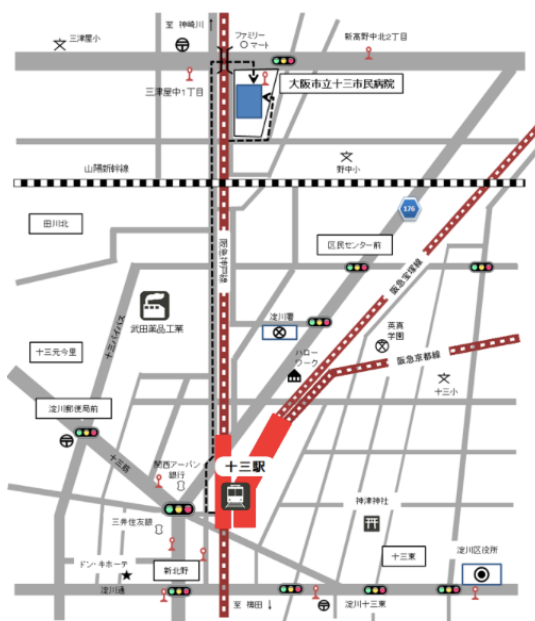 至 神崎川
ファミリー
マート
新高野中北2丁目
三津屋小
三津屋中1丁目
大阪市立十三市民病院
山陽新幹線
野中小
176
田川北
区民センター前
阪急神戸線
阪急宝塚線
十三バイパス
武田薬品工業
淀川署
英真
学園
十三元今里
ハロー
ワーク
阪急京都線
十三小
淀川郵便局前
十三筋
関西アーバン
銀行
十三駅
神津神社
三井住友銀
十三東
淀川区役所
ドン・キホーテ
新北野
淀川通
至 梅田
淀川十三東